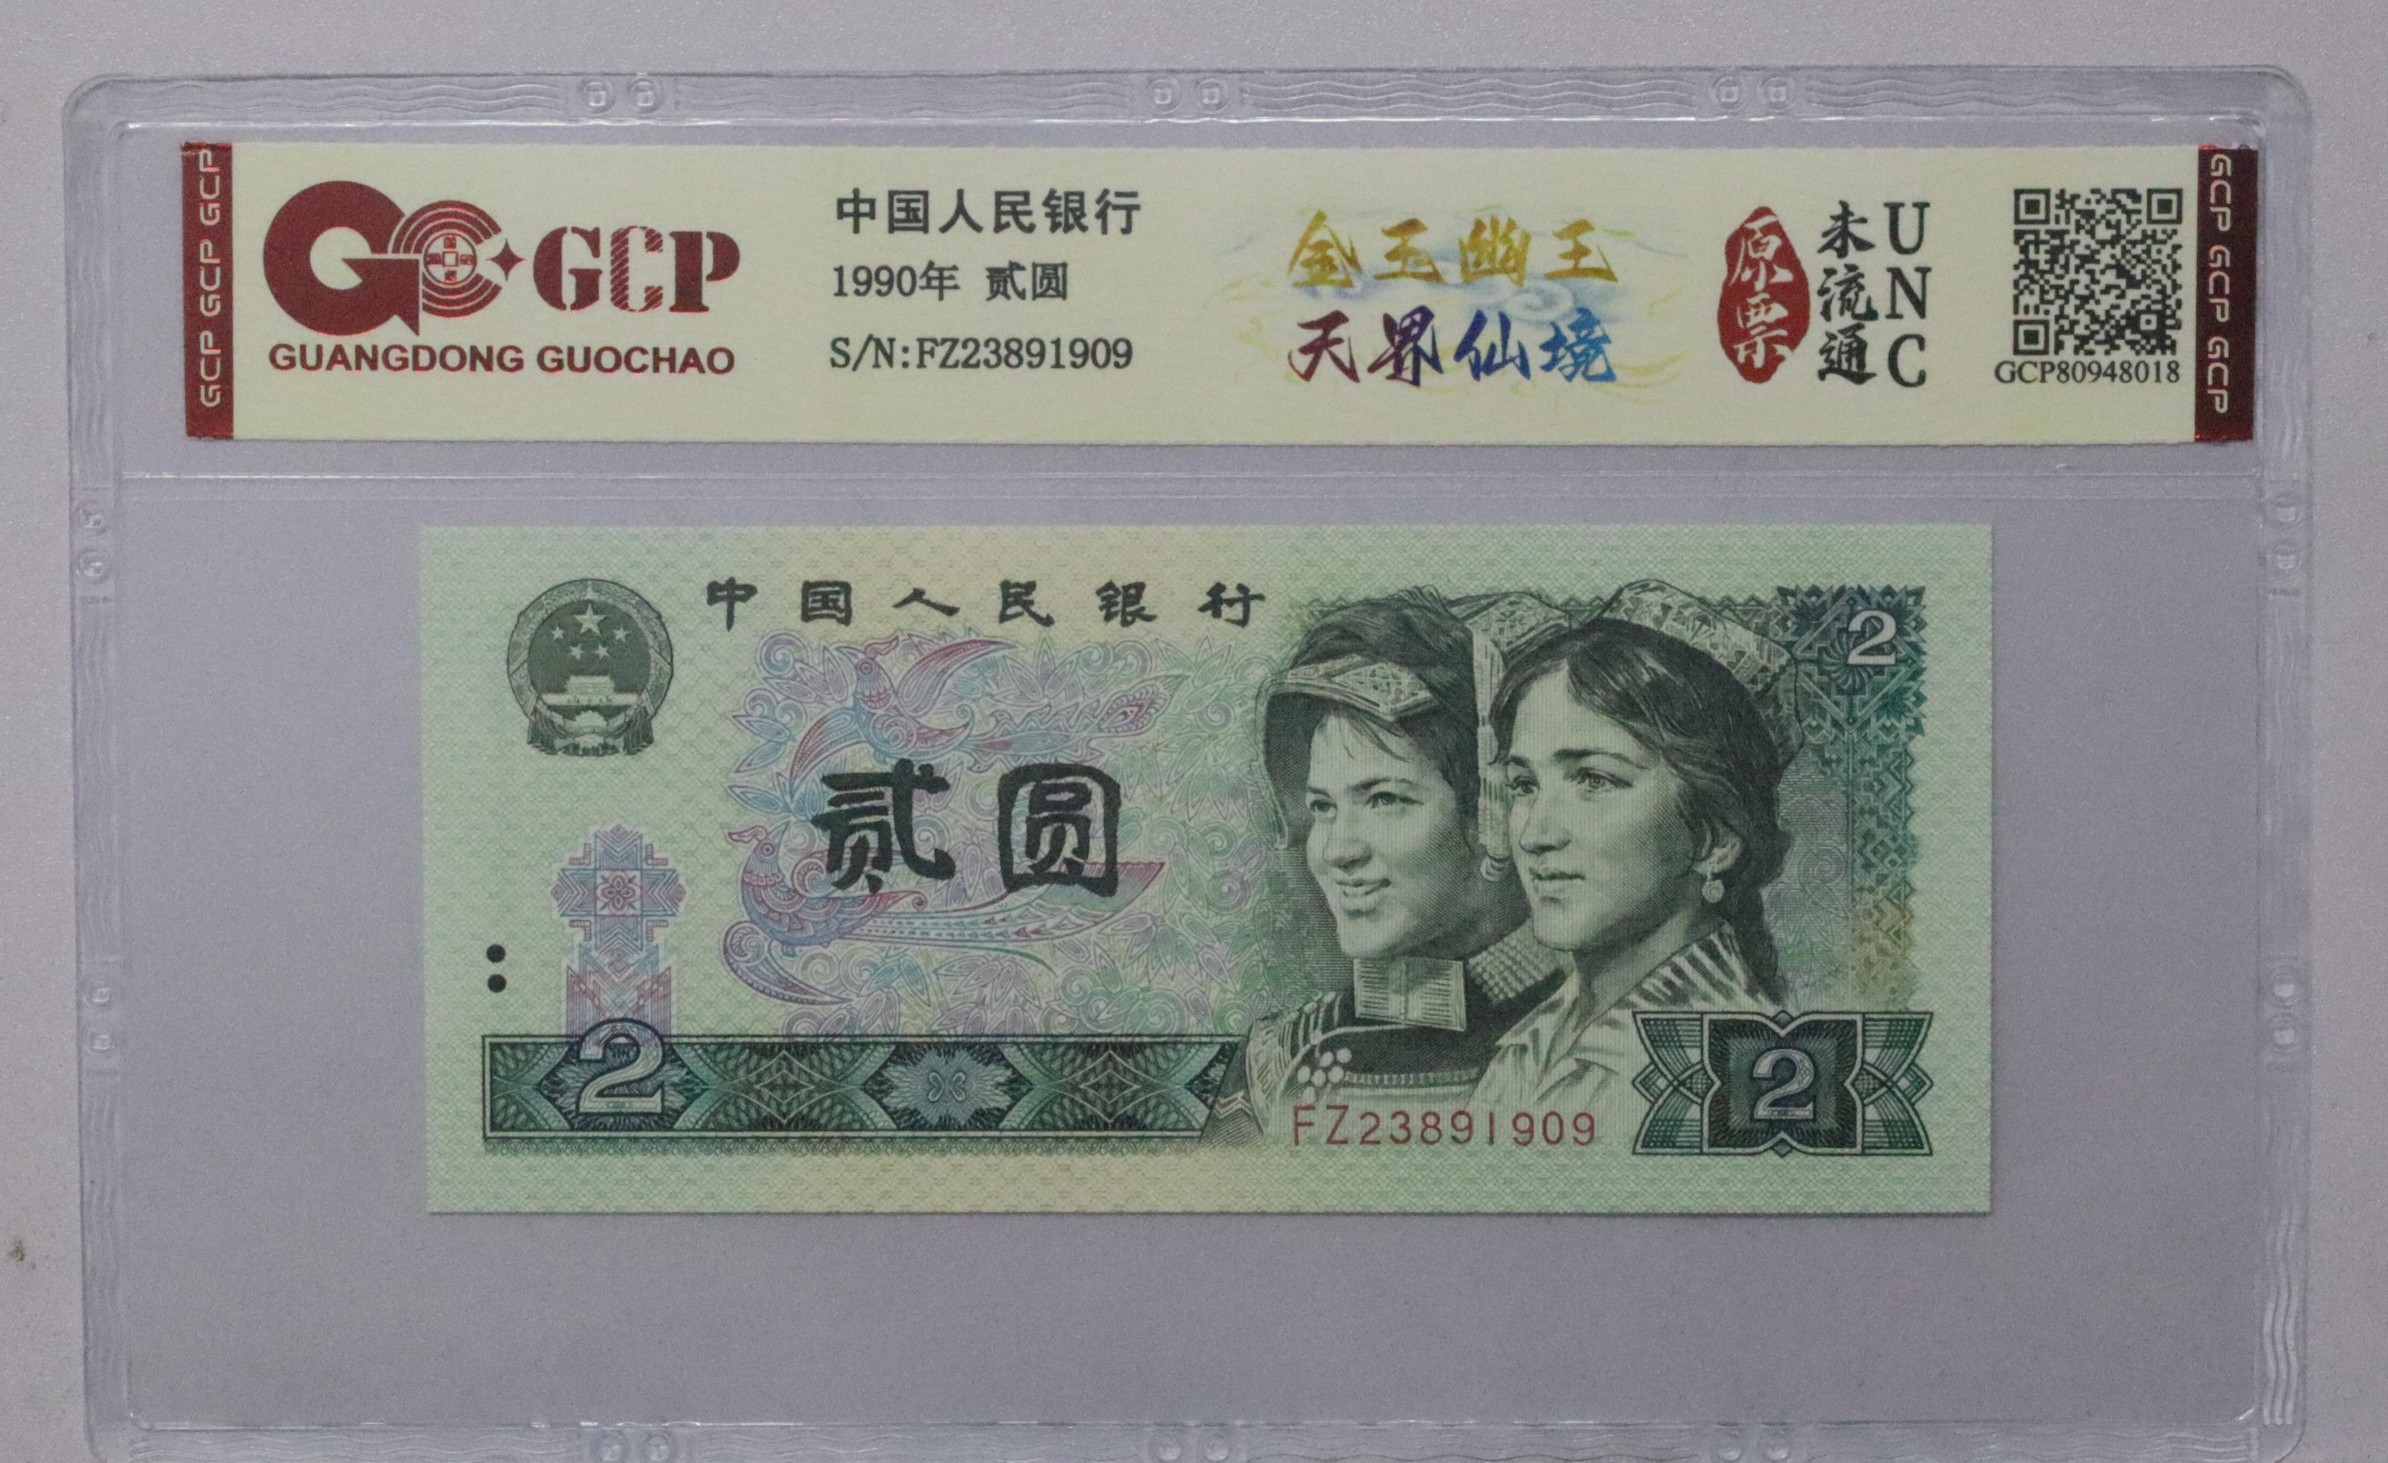 GCP GCP GCP
GCP
GUANGDONG GUOCHAO
中国人民银行
1990年 贰圆
S/N:FZ23891909
金玉幽王
天界仙境
原票
未流通
UNC
GCP80948018
GCP GCP GCP
中国人民银行
2
贰圆
2
FZ23891909
2